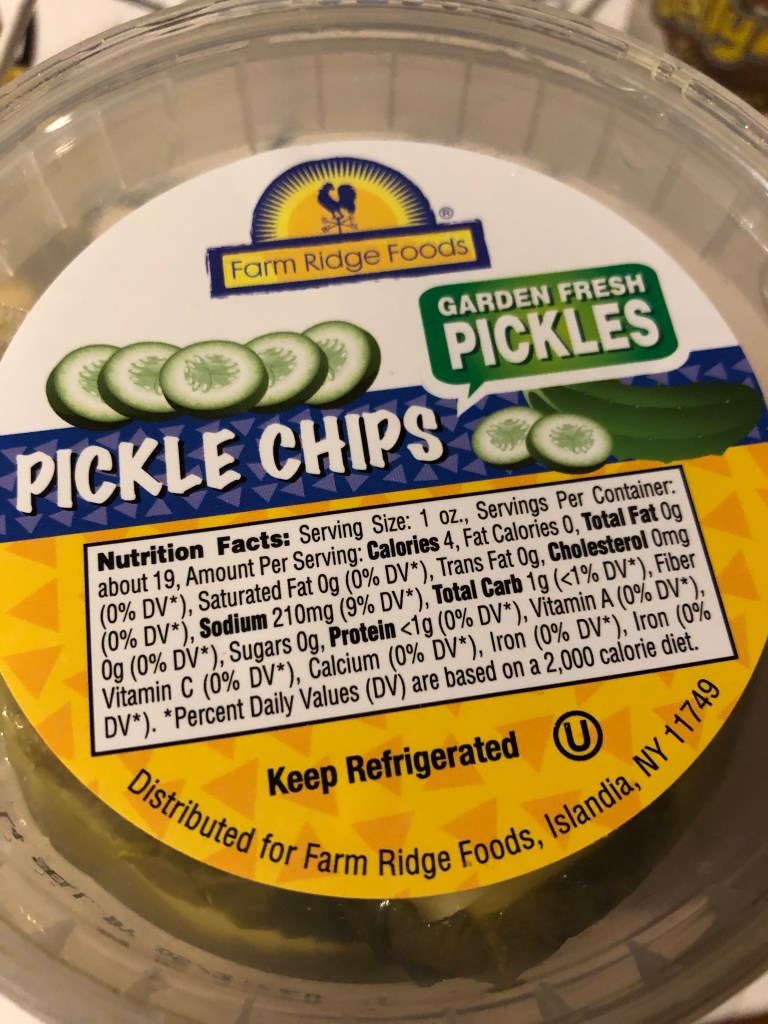 Farm Ridge Foods ®
GARDEN FRESH
PICKLES
PICKLE CHIPS
Nutrition Facts: Serving Size: 1 oz., Servings Per Container:
about 19, Amount Per Serving: Calories 4, Fat Calories 0, Total Fat 0g
(0% DV*), Saturated Fat 0g (0% DV*), Trans Fat 0g, Cholesterol 0mg
(0% DV*), Sodium 210mg (9% DV*), Total Carb 1g (<1% DV*), Fiber
0g (0% DV*), Sugars 0g, Protein <1g (0% DV*), Vitamin A (0% DV*),
Vitamin C (0% DV*), Calcium (0% DV*), Iron (0% DV*), Iron (0%
DV*). *Percent Daily Values (DV) are based on a 2,000 calorie diet.
Keep Refrigerated U
Distributed for Farm Ridge Foods, Islandia, NY 11749